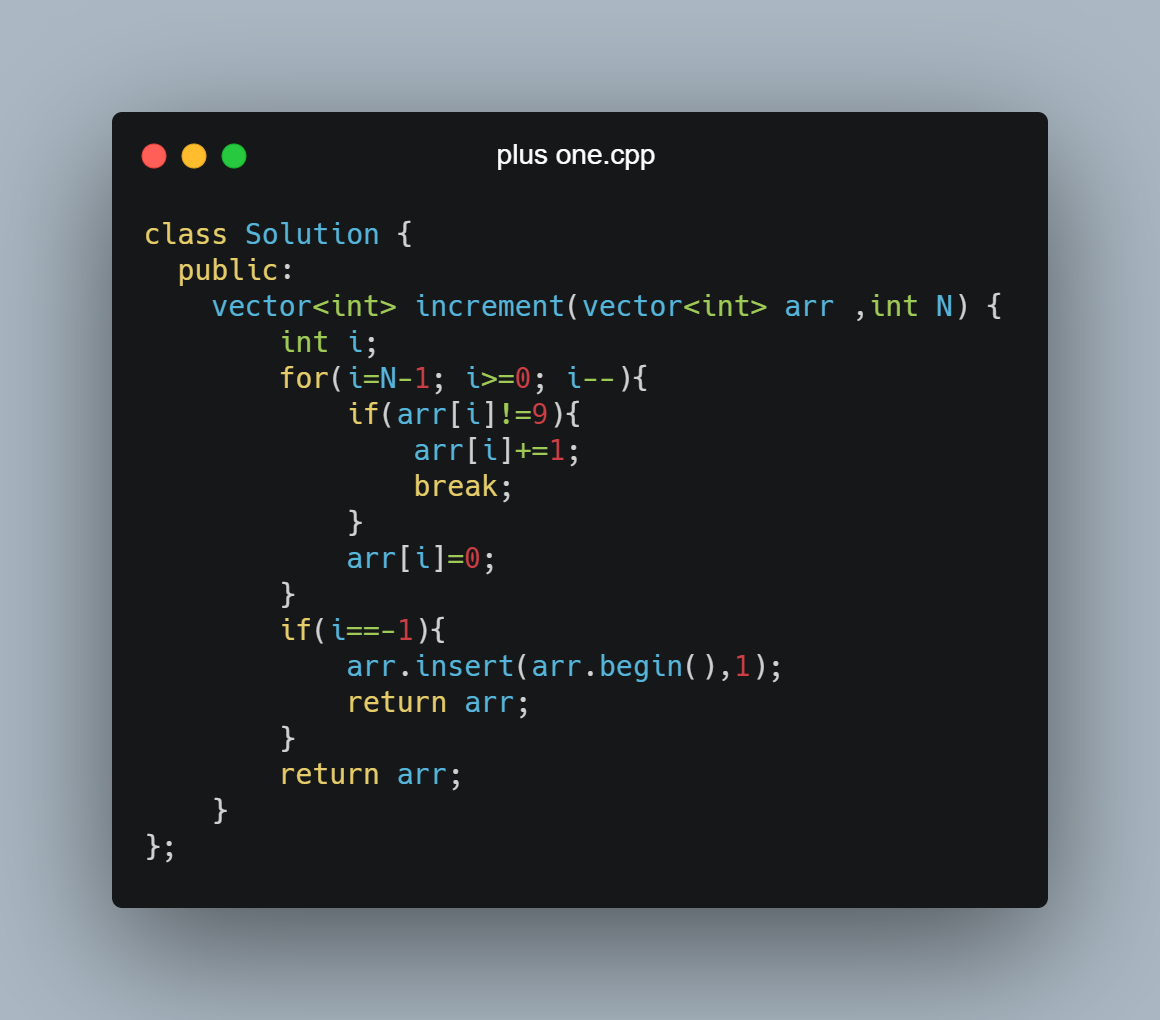 plus one.cpp
class Solution {
  public:
    vector<int> increment(vector<int> arr ,int N) {
        int i;
        for(i=N-1; i>=0; i--){
            if(arr[i]!=9){
                arr[i]+=1;
                break;
            }
            arr[i]=0;
        }
        if(i==-1){
            arr.insert(arr.begin(),1);
            return arr;
        }
        return arr;
    }
};